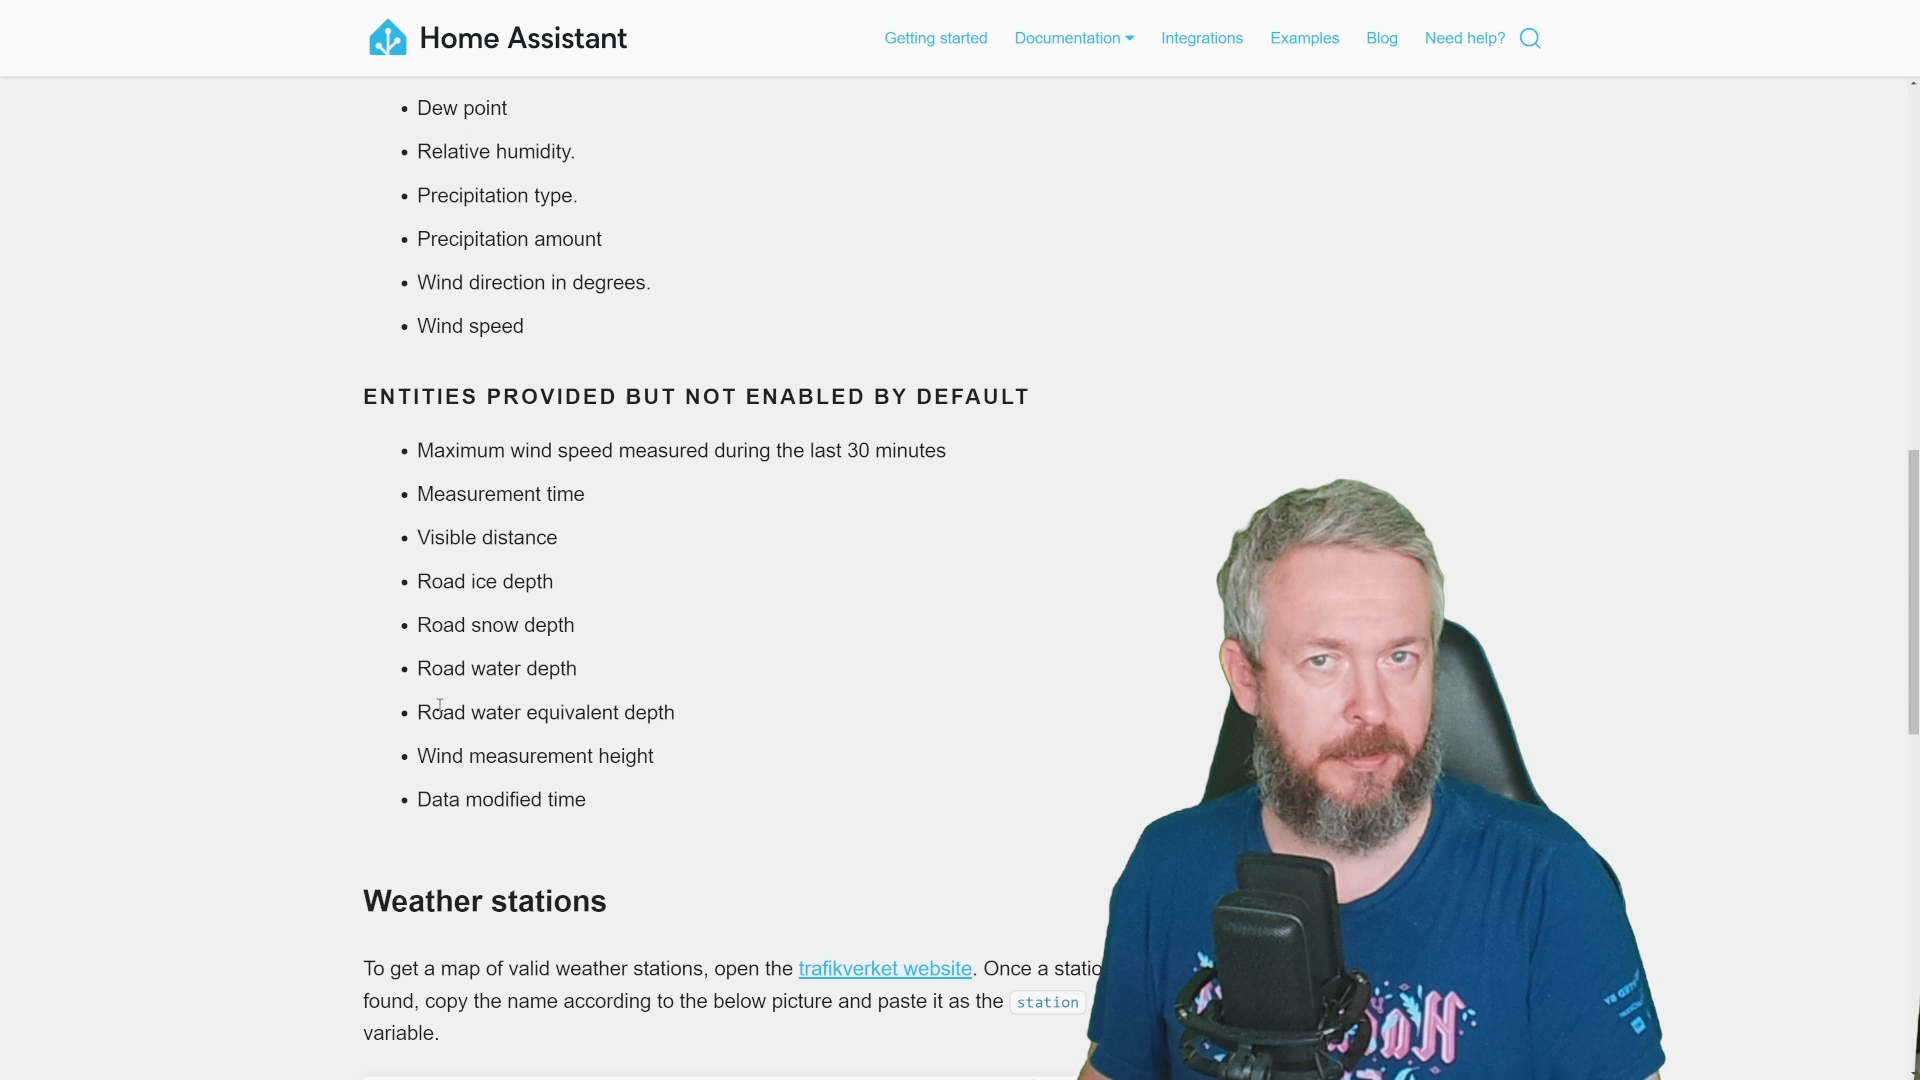 Home Assistant
Getting started
Documentation
Integrations
Examples
Blog
Need help?
Dew point
Relative humidity.
Precipitation type.
Precipitation amount
Wind direction in degrees.
Wind speed
ENTITIES PROVIDED BUT NOT ENABLED BY DEFAULT
Maximum wind speed measured during the last 30 minutes
Measurement time
Visible distance
Road ice depth
Road snow depth
Road water depth
Road water equivalent depth
Wind measurement height
Data modified time
Weather stations
To get a map of valid weather stations, open the trafikverket website. Once a
found, copy the name according to the below picture and paste it as the station
variable.